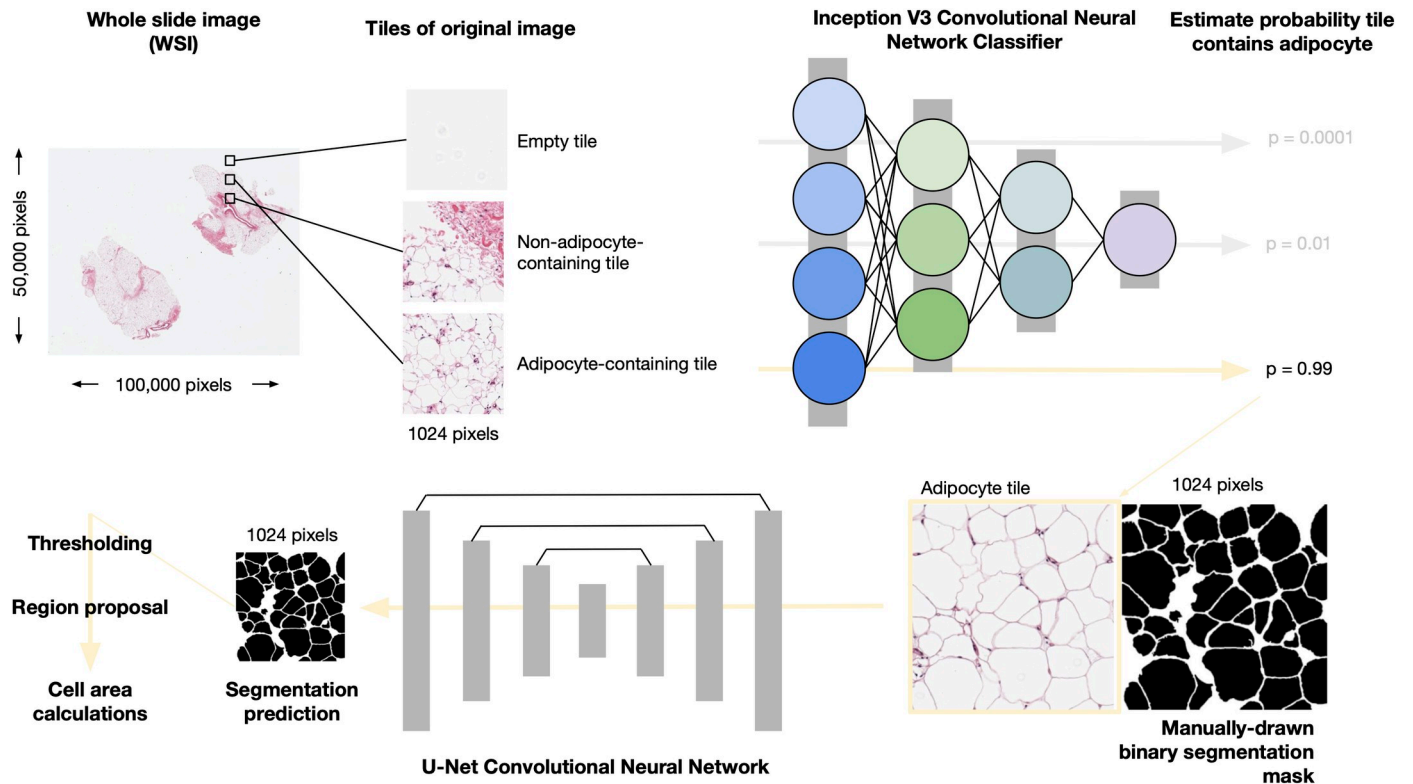 Whole slide image
(WSI)
Tiles of original image
Inception V3 Convolutional Neural
Network Classifier
Estimate probability tile
contains adipocyte
Empty tile
Non-adipocyte-
containing tile
Adipocyte-containing tile
1024 pixels
50,000 pixels
100,000 pixels
p = 0.0001
p = 0.01
p = 0.99
Adipocyte tile
1024 pixels
Manually-drawn
binary segmentation
mask
U-Net Convolutional Neural Network
1024 pixels
Segmentation
prediction
Thresholding
Region proposal
Cell area
calculations